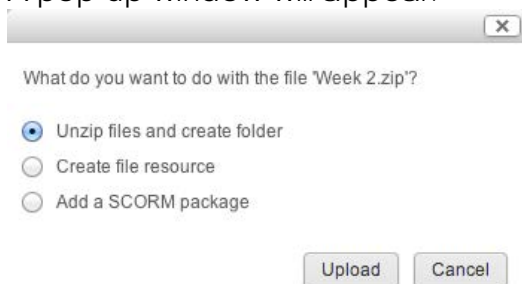 A pop-up window will appear.
What do you want to do with the file 'Week 2.zip'?
Unzip files and create folder
Create file resource
Add a SCORM package
Upload Cancel